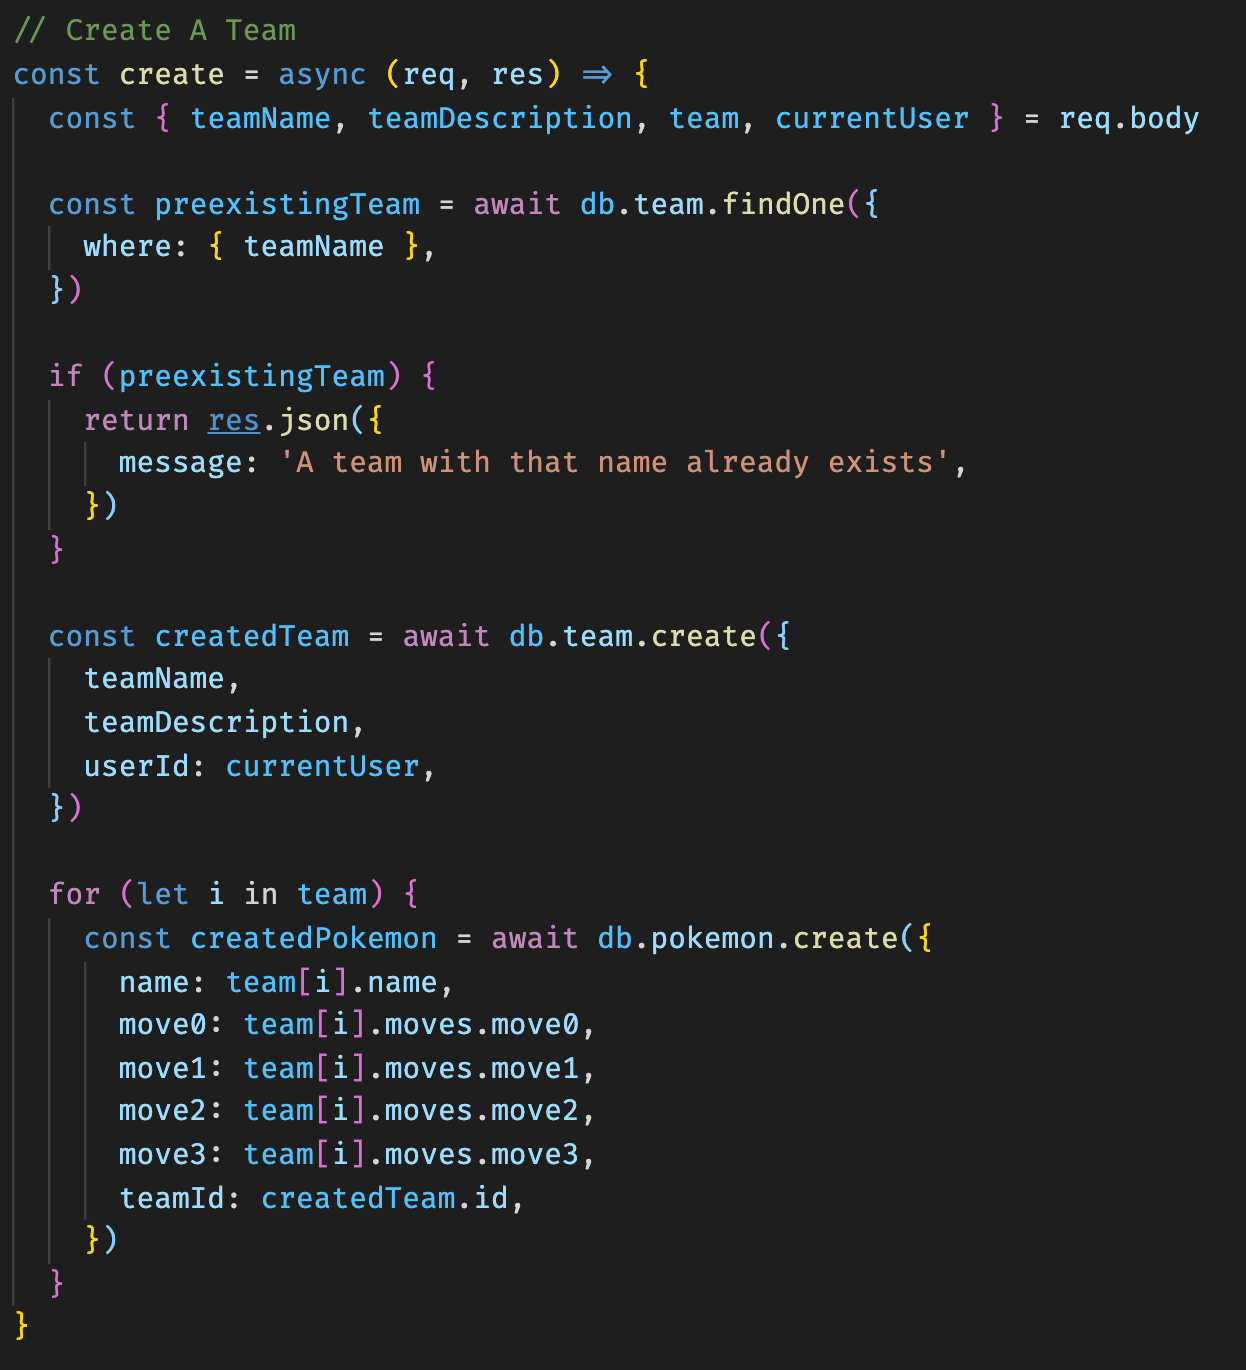 // Create A Team
const create = async (req, res) => {
  const { teamName, teamDescription, team, currentUser } = req.body

  const preexistingTeam = await db.team.findOne({
    where: { teamName },
  })

  if (preexistingTeam) {
    return res.json({
      message: 'A team with that name already exists',
    })
  }

  const createdTeam = await db.team.create({
    teamName,
    teamDescription,
    userId: currentUser,
  })

  for (let i in team) {
    const createdPokemon = await db.pokemon.create({
      name: team[i].name,
      move0: team[i].moves.move0,
      move1: team[i].moves.move1,
      move2: team[i].moves.move2,
      move3: team[i].moves.move3,
      teamId: createdTeam.id,
    })
  }
}